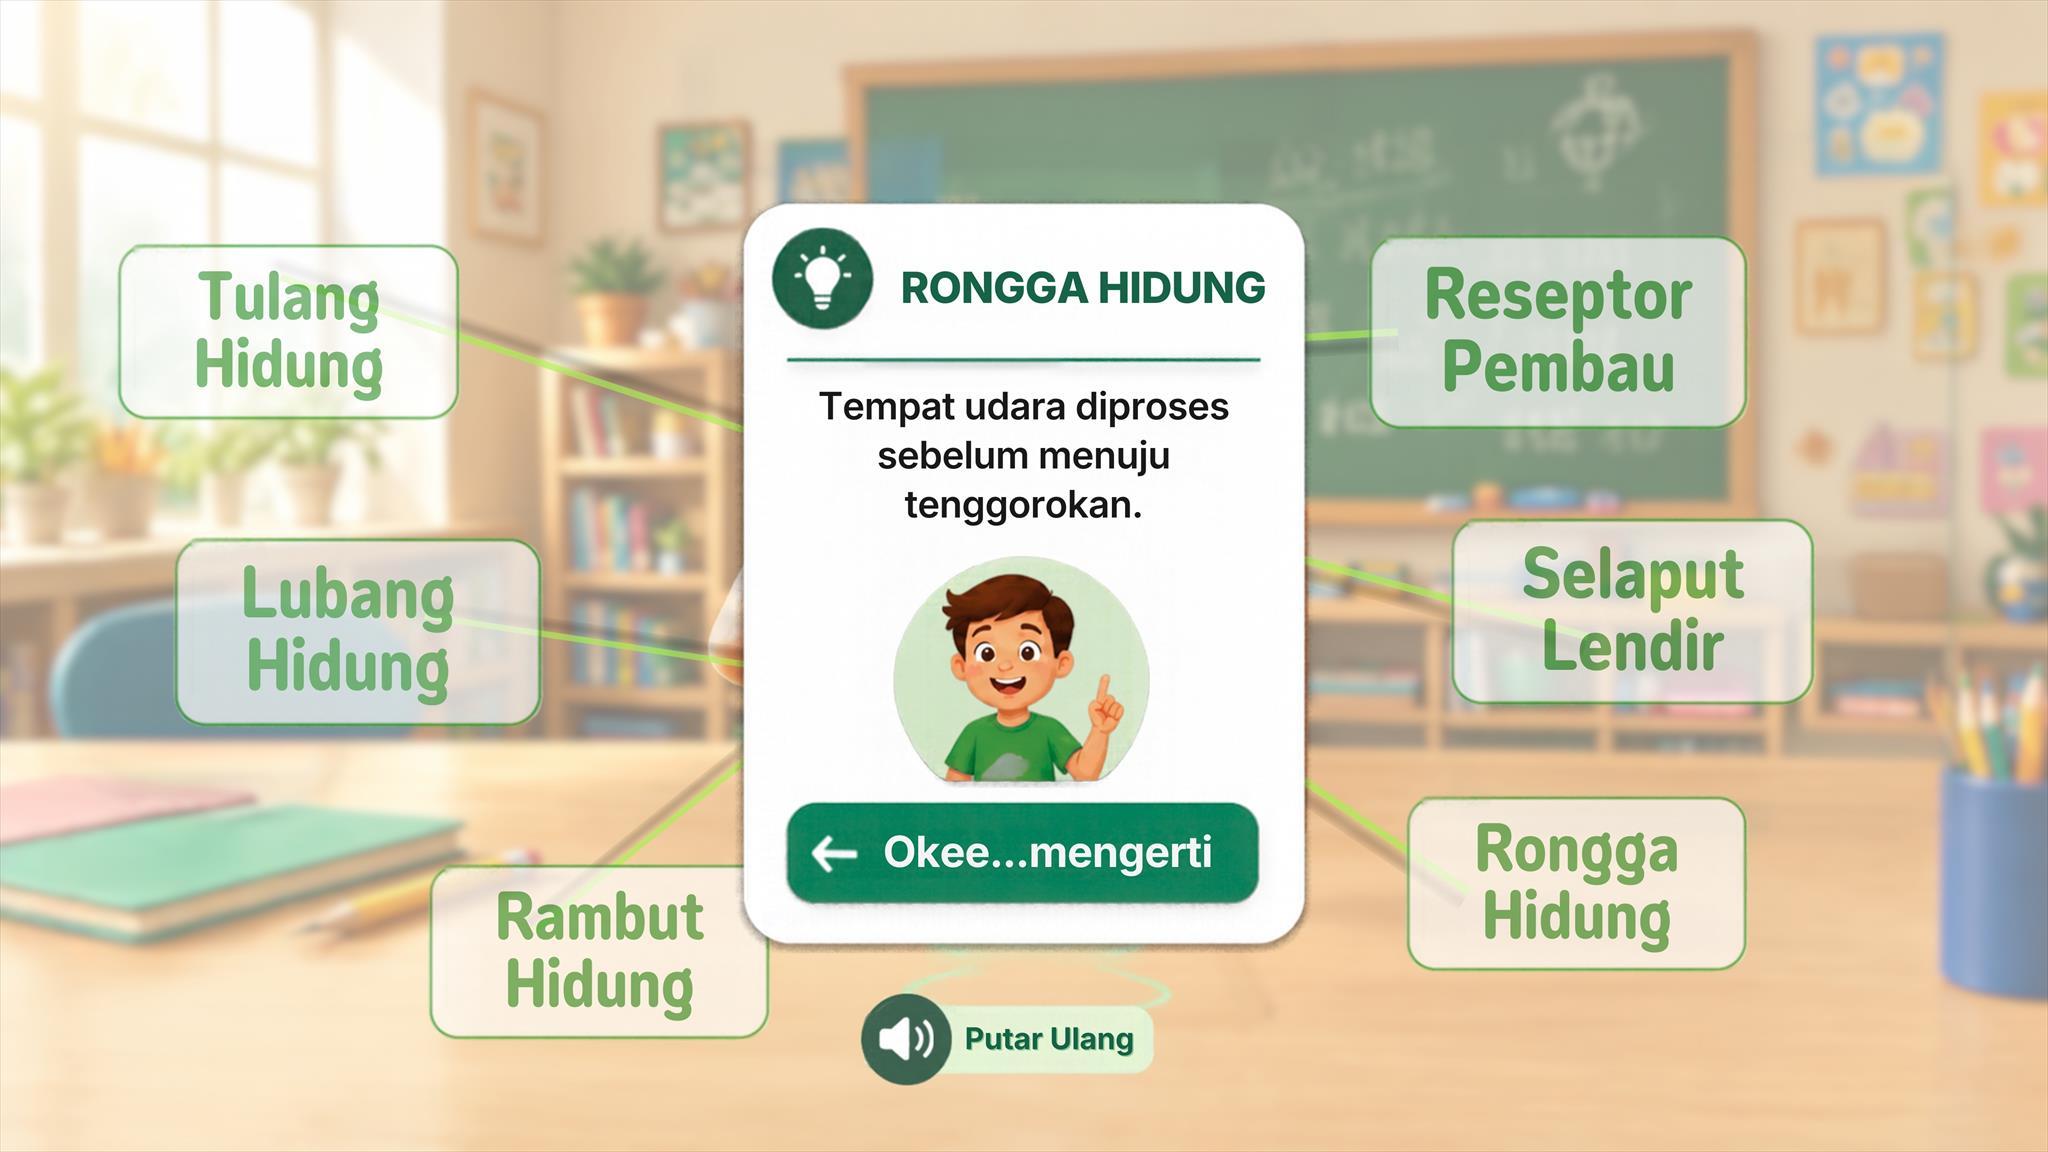 Tulang
Hidung
Lubang
Hidung
Rambut
Hidung
RONGGA HIDUNG
Tempat udara diproses
sebelum menuju
tenggorokan.
Okee...mengerti
Putar Ulang
Reseptor
Pembau
Selaput
Lendir
Rongga
Hidung